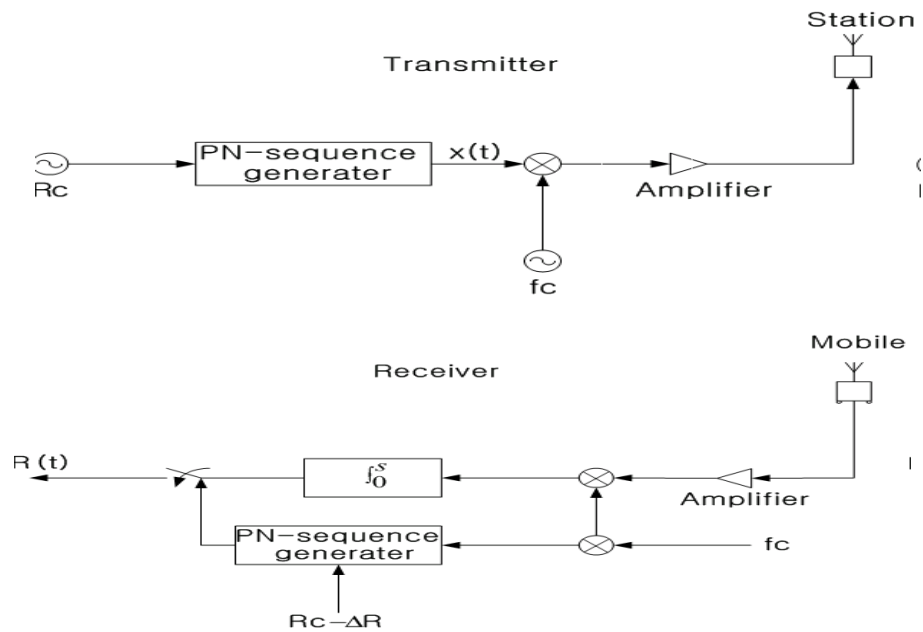 Station
Transmitter
PN-sequence
generater
x(t)
Rc
Amplifier
fc
Mobile
Receiver
R(t)
∫₀ˢ
Amplifier
PN-sequence
generater
fc
Rc-ΔR